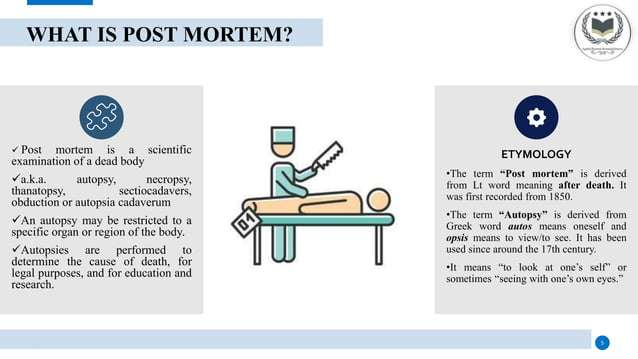 WHAT IS POST MORTEM?
✓Post mortem is a scientific
examination of a dead body
✓a.k.a. autopsy, necropsy,
thanatopsy, sectiocadavers,
obduction or autopsia cadaverum
✓An autopsy may be restricted to a
specific organ or region of the body.
✓Autopsies are performed to
determine the cause of death, for
legal purposes, and for education and
research.
01
ETYMOLOGY
•The term “Post mortem” is derived
from Lt word meaning after death. It
was first recorded from 1850.
•The term “Autopsy” is derived from
Greek word autos means oneself and
opsis means to view/to see. It has been
used since around the 17th century.
•It means “to look at one’s self” or
sometimes “seeing with one’s own eyes.”
5